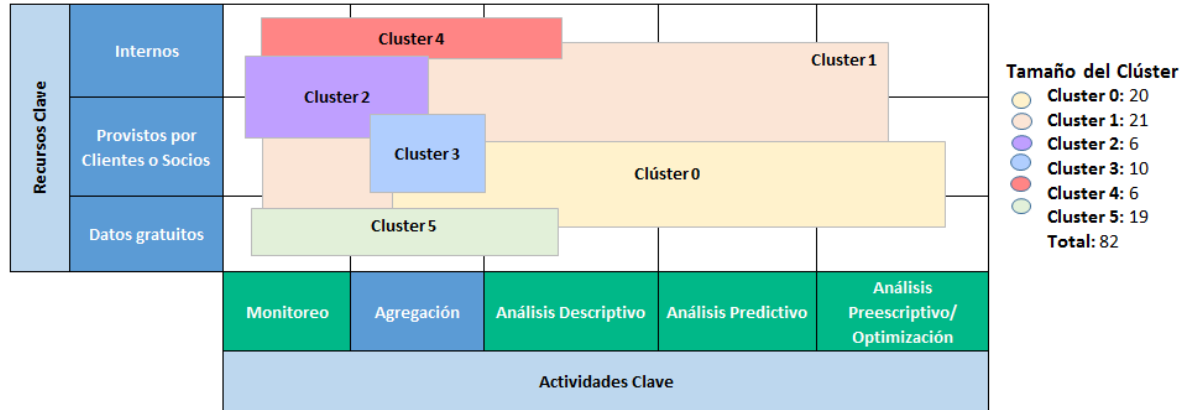 Recursos Clave
Internos
Provistos por
Clientes o Socios
Datos gratuitos
Cluster 4
Cluster 1
Cluster 2
Cluster 3
Clúster 0
Cluster 5
Monitoreo
Agregación
Análisis Descriptivo
Análisis Predictivo
Análisis
Preescriptivo/
Optimización
Actividades Clave
Tamaño del Clúster
Cluster 0: 20
Cluster 1: 21
Cluster 2: 6
Cluster 3: 10
Cluster 4: 6
Cluster 5: 19
Total: 82